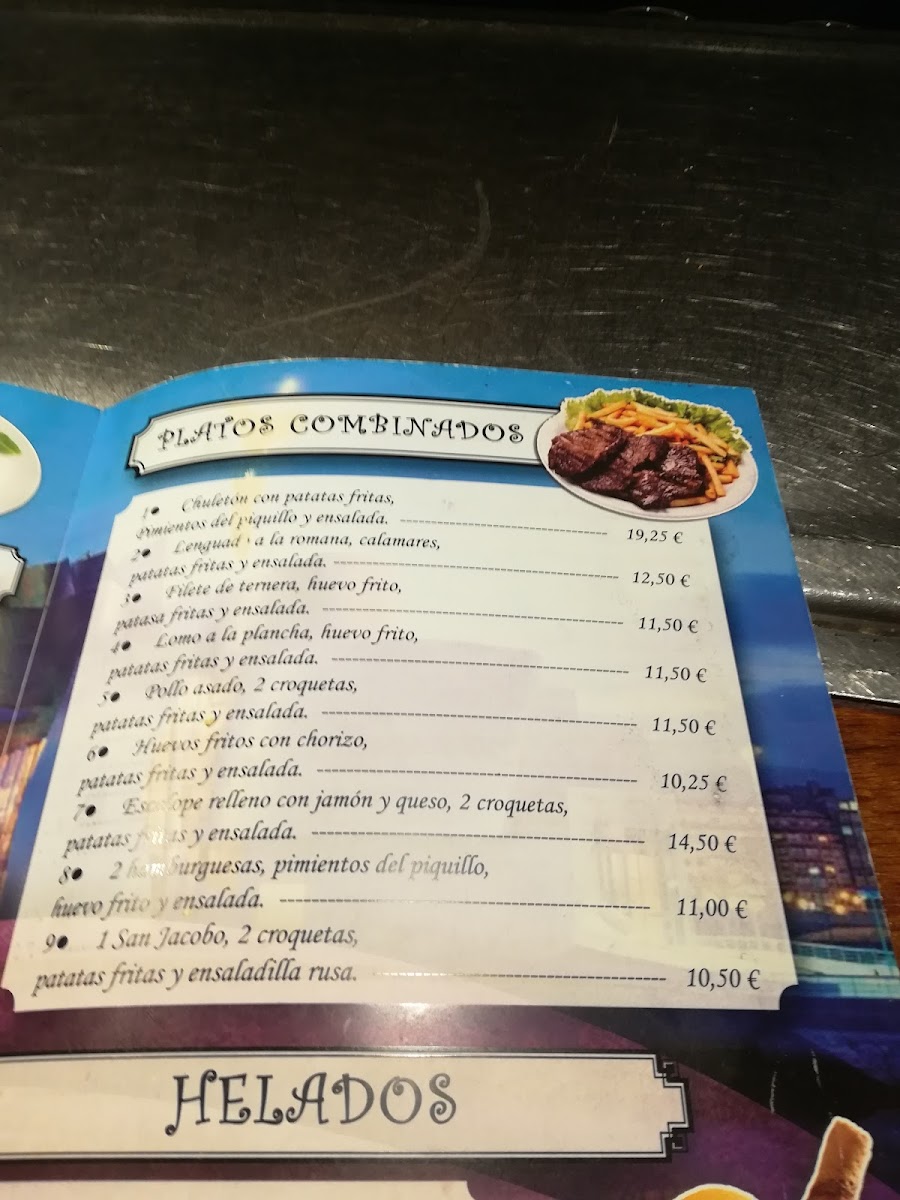 PLATOS COMBINADOS
1● Chuletón con patatas fritas,
Pimientos del piquillo y ensalada. 19,25 €
2● Lenguado a la romana, calamares,
patatas fritas y ensalada. 12,50 €
3● Filete de ternera, huevo frito,
patasa fritas y ensalada. 11,50 €
4● Lomo a la plancha, huevo frito,
patatas fritas y ensalada. 11,50 €
5● Pollo asado, 2 croquetas,
patatas fritas y ensalada. 11,50 €
6● Huevos fritos con chorizo,
patatas fritas y ensalada. 10,25 €
7● Escalope relleno con jamón y queso, 2 croquetas,
patatas fritas y ensalada. 14,50 €
8● 2 hamburguesas, pimientos del piquillo,
huevo frito y ensalada. 11,00 €
9● 1 San Jacobo, 2 croquetas,
patatas fritas y ensaladilla rusa. 10,50 €
HELADOS